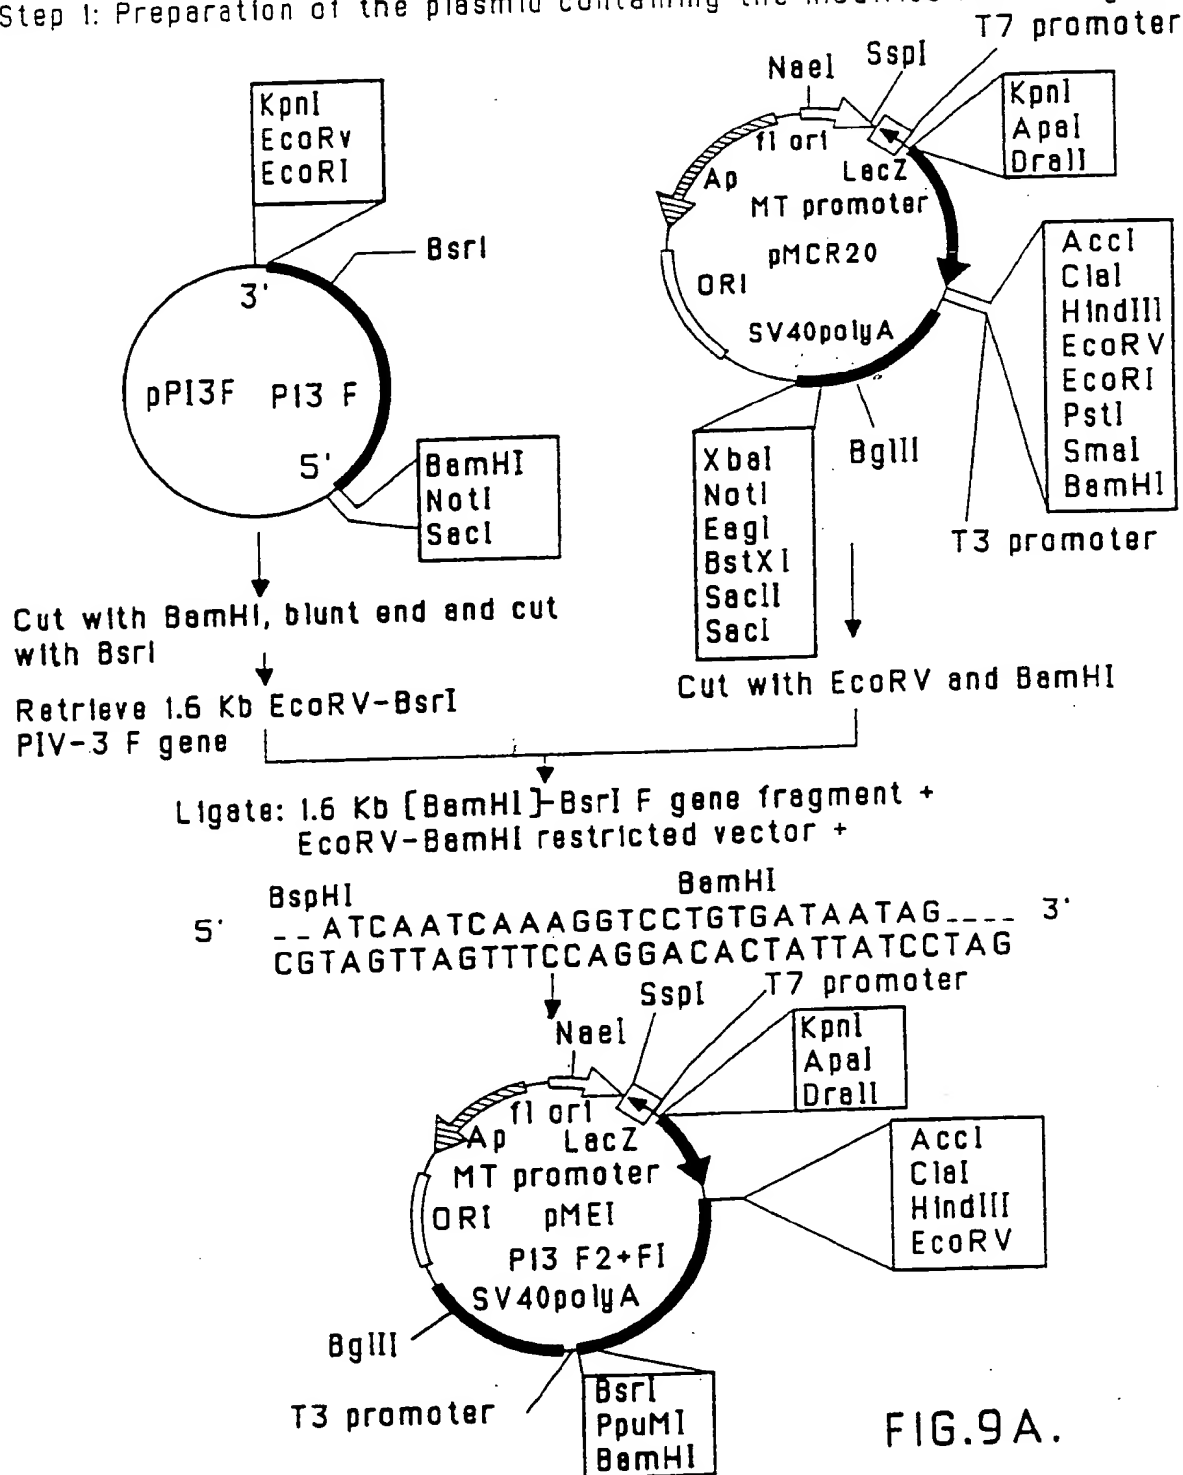 Step 1: Preparation of the plasmid containing the
T7 promoter
NaeI
SspI
KpnI
EcoRv
EcoRI
KpnI
ApaI
DraII
f1 ori
LacZ
Ap
MT promoter
BsrI
pMCR20
ORI
AccI
ClaI
HindIII
EcoRV
EcoRI
PstI
SmaI
BamHI
3'
SV40polyA
pPI3F PI3 F
5'
BamHI
NotI
SacI
BglII
XbaI
NotI
EagI
BstXI
SacII
SacI
T3 promoter
Cut with BamHI, blunt end and cut
with BsrI
Cut with EcoRV and BamHI
Retrieve 1.6 Kb EcoRV-BsrI
PIV-3 F gene
Ligate: 1.6 Kb [BamHI]-BsrI F gene fragment +
EcoRV-BamHI restricted vector +
BspHI BamHI
5' _ _ ATCAATCAAAGGTCCTGTGATAATAG_ _ _ _ 3'
CGTAGTTAGTTTCCAGGACACTATTATCCTAG
SspI
T7 promoter
NaeI
KpnI
ApaI
DraII
f1 ori
Ap
LacZ
MT promoter
AccI
ClaI
HindIII
EcoRV
ORI
pMEI
PI3 F2+FI
SV40polyA
BglII
T3 promoter
BsrI
PpuMI
BamHI
FIG.9A.